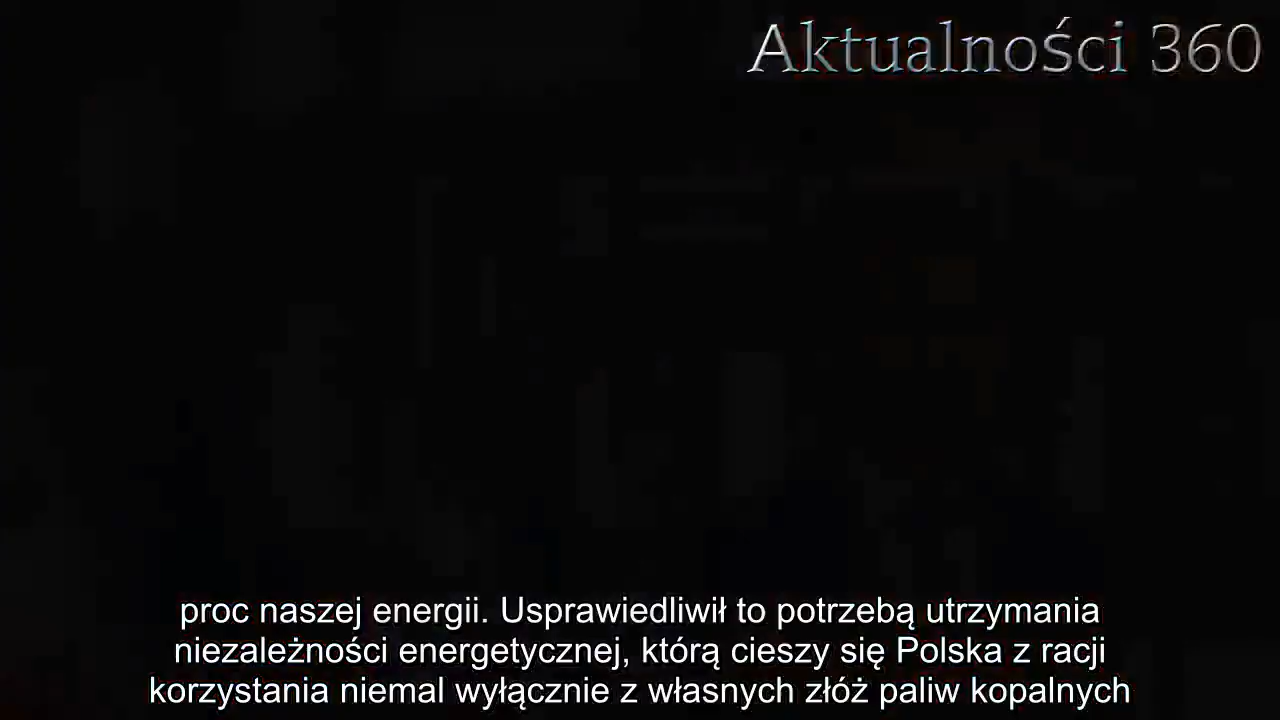 Aktualności 360
proc naszej energii. Usprawiedliwił to potrzebą utrzymania
niezależności energetycznej, którą cieszy się Polska z racji
korzystania niemal wyłącznie z własnych złóż paliw kopalnych